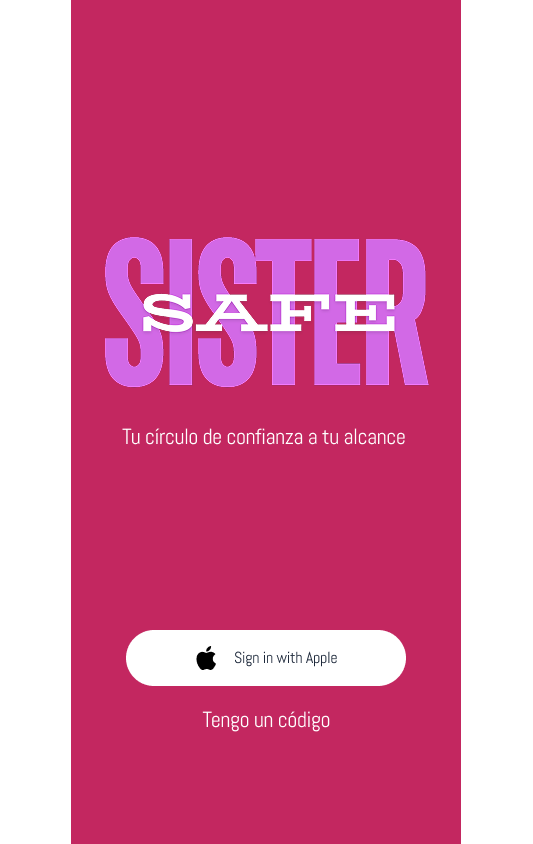 SISTER
SAFE
Tu círculo de confianza a tu alcance
Sign in with Apple
Tengo un código